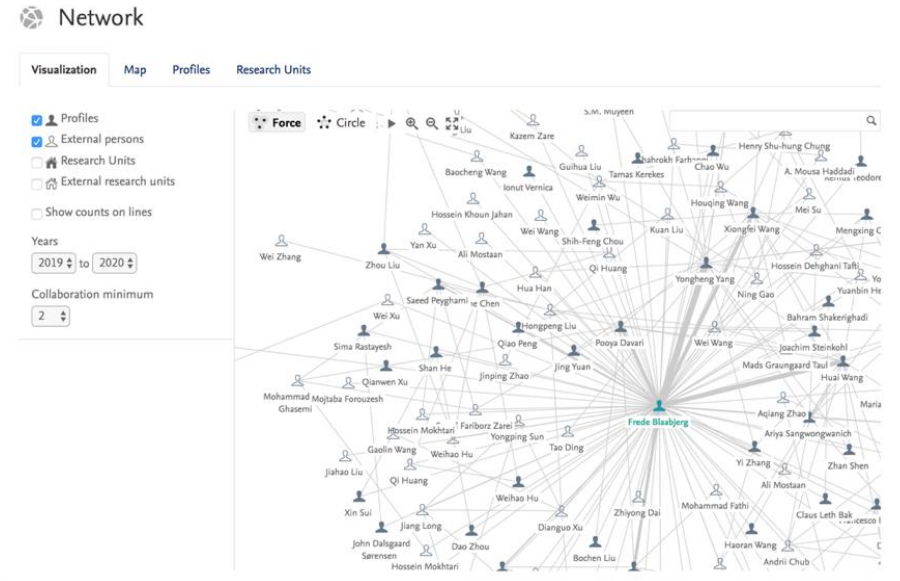 Network
Visualization Map Profiles Research Units
Profiles
External persons
Research Units
External research units
Show counts on lines
Years
2019 to 2020
Collaboration minimum
2
Force Circle
Liu
S.M. Muyeen
Kazem Zare
Henry Shu-hung Chung
Baocheng Wang
Guihua Liu
Shahrokh Farhangi
Chao Wu
Tamas Kerekes
A. Mousa Haddadi
Ionut Vernica
Weimin Wu
Houqing Wang
Mei Su
Hossein Khoun Jahan
Wei Wang
Kuan Liu
Xiongfei Wang
Mengxing C
Shih-Feng Chou
Yan Xu
Ali Mostaan
Wei Zhang
Zhou Liu
Qi Huang
Hossein Dehghani Tafti
Yongheng Yang
Yo
Hua Han
Ning Gao
Yuanbin He
Saeed Peyghami
e Chen
Wei Xu
Bahram Shakerighadi
Hongpeng Liu
Sima Rastayesh
Qiao Peng
Pooya Davari
Wei Wang
Joachim Steinkohl
Shan He
Jing Yuan
Mads Graungaard Taul
Qianwen Xu
Jinping Zhao
Huai Wang
Mohammad Ghasemi
Mojtaba Forouzesh
Maria
Aqiang Zhao
Frede Blaabjerg
Hossein Mokhtari
Fariborz Zarei
Yongping Sun
Ariya Sangwongwanich
Gaolin Wang
Weihao Hu
Tao Ding
Yi Zhang
Zhan Shen
Jiahao Liu
Qi Huang
Ali Mostaan
Weihao Hu
Xin Sui
Zhiyong Dai
Mohammad Fathi
Claus Leth Bak
Jiang Long
Dianguo Xu
John Dalsgaard Sørensen
Dao Zhou
Haoran Wang
Bochen Liu
Andrii Chub
Hossein Mokhtari